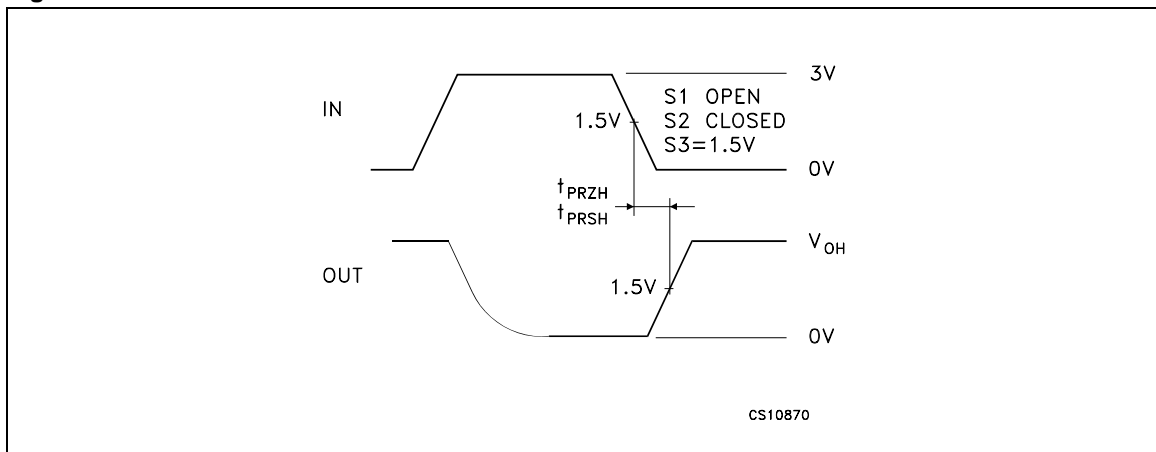 3V
IN
S1 OPEN
1.5V
S2 CLOSED
S3=1.5V
0V
tPRZH
tPRSH
VOH
OUT
1.5V
0V
CS10870